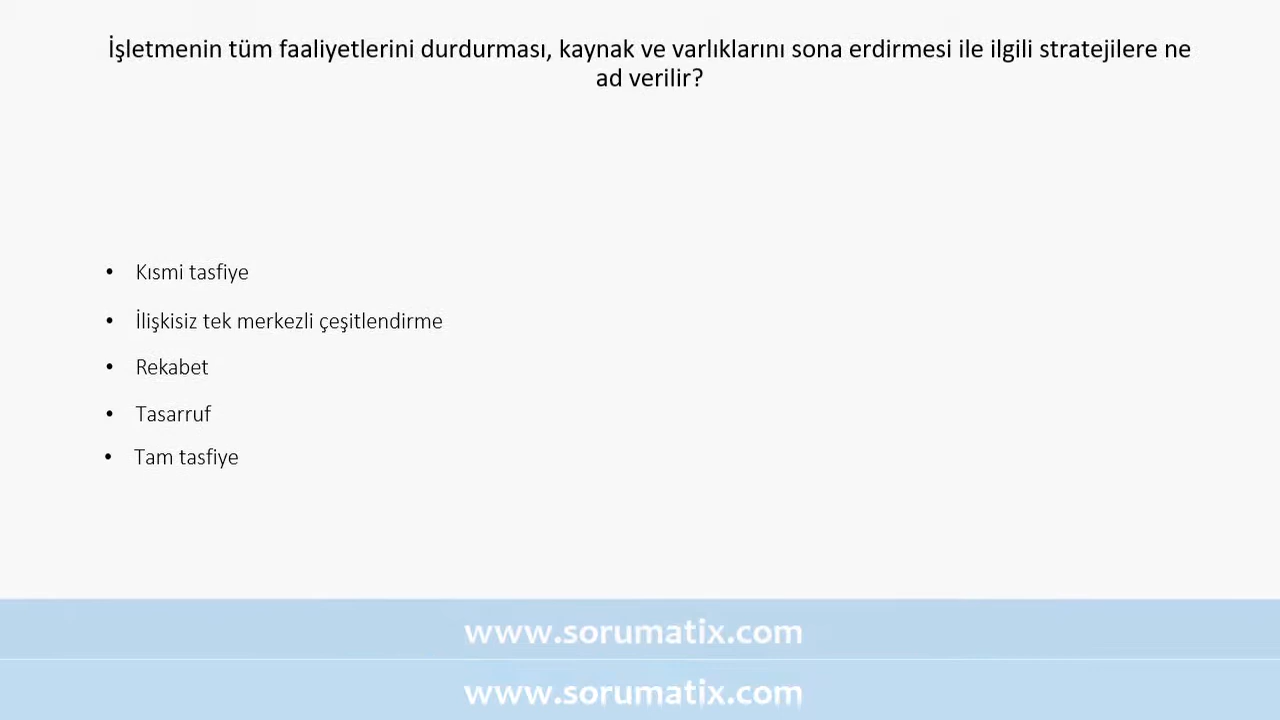 İşletmenin tüm faaliyetlerini durdurması, kaynak ve varlıklarını sona erdirmesi ile ilgili stratejilere ne
ad verilir?
• Kısmi tasfiye
• İlişkisiz tek merkezli çeşitlendirme
• Rekabet
• Tasarruf
• Tam tasfiye
www.sorumatix.com
www.sorumatix.com